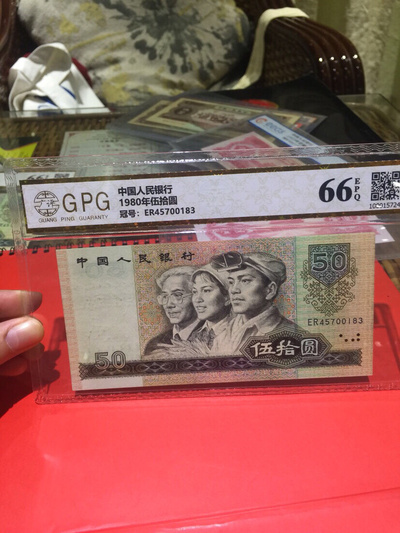 GPG
GUANG PING GUARANTY
中国人民银行
1980年伍拾圆
冠号：ER45700183
66 EPQ
中国人民银行
50
ER45700183
50
伍拾圆